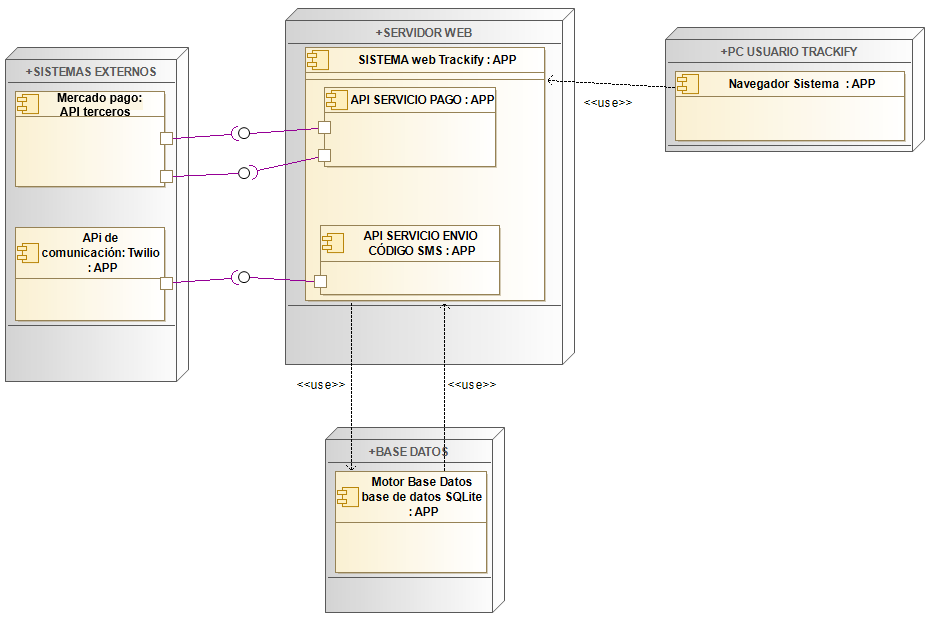 +SISTEMAS EXTERNOS
Mercado pago:
API terceros
APi de
comunicación: Twilio
: APP
+SERVIDOR WEB
SISTEMA web Trackify : APP
API SERVICIO PAGO : APP
API SERVICIO ENVIO
CÓDIGO SMS : APP
<<use>>
+PC USUARIO TRACKIFY
Navegador Sistema : APP
<<use>>
<<use>>
+BASE DATOS
Motor Base Datos
base de datos SQLite
: APP